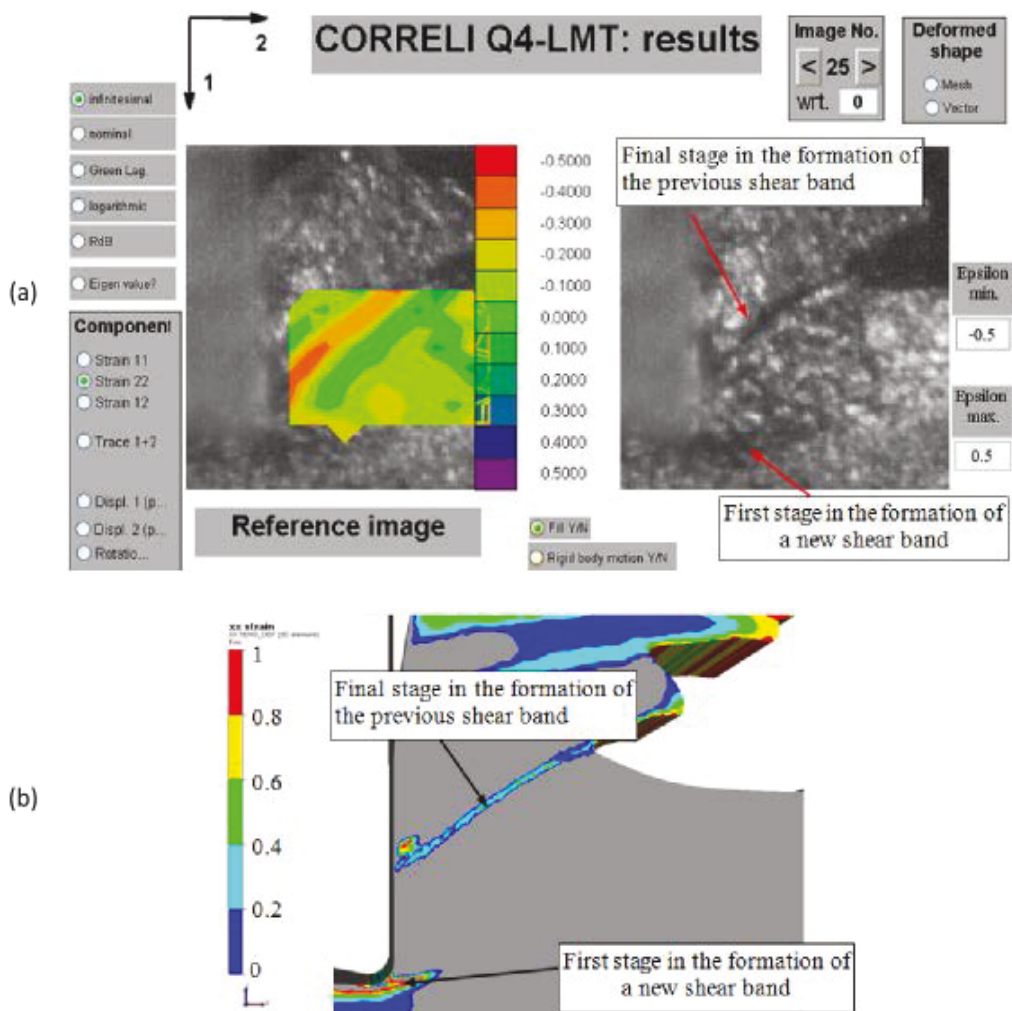 2
1
CORRELI Q4-LMT: results
Image No.
< 25 >
wrt. 0
Deformed
shape
Mesh
Vector
infinitesimal
nominal
Green Lag.
logarithmic
RdB
Eigen value?
Component
Strain 11
Strain 22
Strain 12
Trace 1+2
Displ. 1 (p...
Displ. 2 (p...
Rotatio...
(a)
-0.5000
-0.4000
-0.3000
-0.2000
-0.1000
0.0000
0.1000
0.2000
0.3000
0.4000
0.5000
Final stage in the formation of
the previous shear band
Epsilon
min.
-0.5
Epsilon
max.
0.5
First stage in the formation of
a new shear band
Reference image
Fill Y/N
Rigid body motion Y/N
(b)
xx strain
1
0.8
0.6
0.4
0.2
0
Final stage in the formation of
the previous shear band
First stage in the formation of
a new shear band